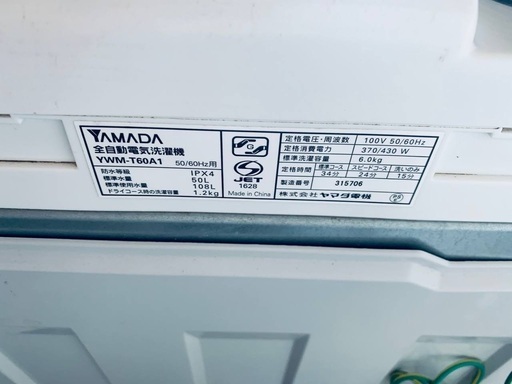 YAMADA
全自動電気洗濯機
YWM-T60A1 50/60Hz用
防水等級 IPX4
標準水量 50L
標準使用水量 108L
ドライコース時の洗濯容量 1.2kg
S
JET
1628
Made in China
定格電圧・周波数 100V 50/60Hz
定格消費電力 370/430 W
標準洗濯容量 6.0kg
定格時間 標準コース スピードコース 洗いのみ
34分 24分 15分
製造番号 315706
株式会社 ヤマダ電機